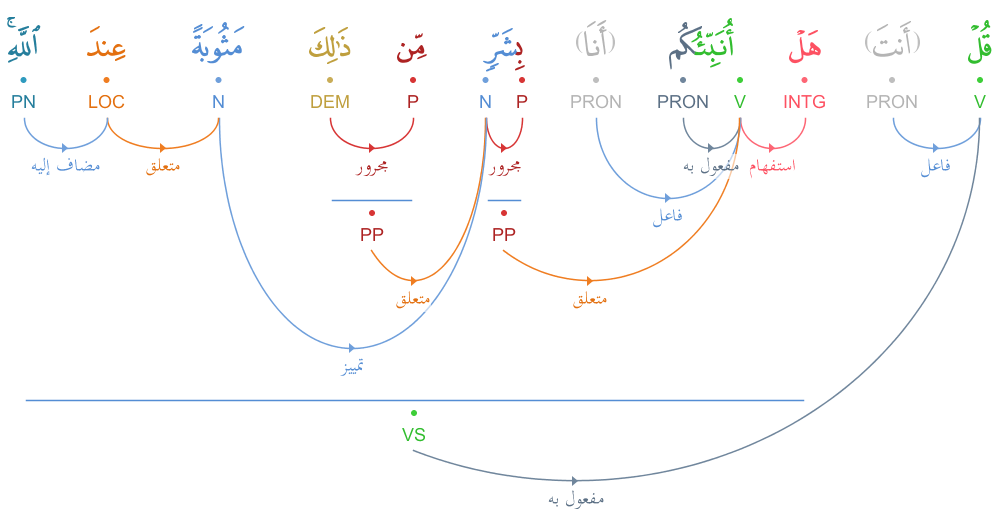 قُلۡ (أَنتَ) هَلۡ أُنَبِّئُكُم (أَنَا) بِشَرّٖ مِّن ذَٰلِكَ مَثُوبَةً عِندَ ٱللَّهِۚ
V PRON INTG V PRON PRON P N P DEM N LOC PN
فاعل استفهام مفعول به مجرور مجرور متعلق مضاف إليه
فاعل
PP PP
متعلق متعلق
تمييز
VS
مفعول به